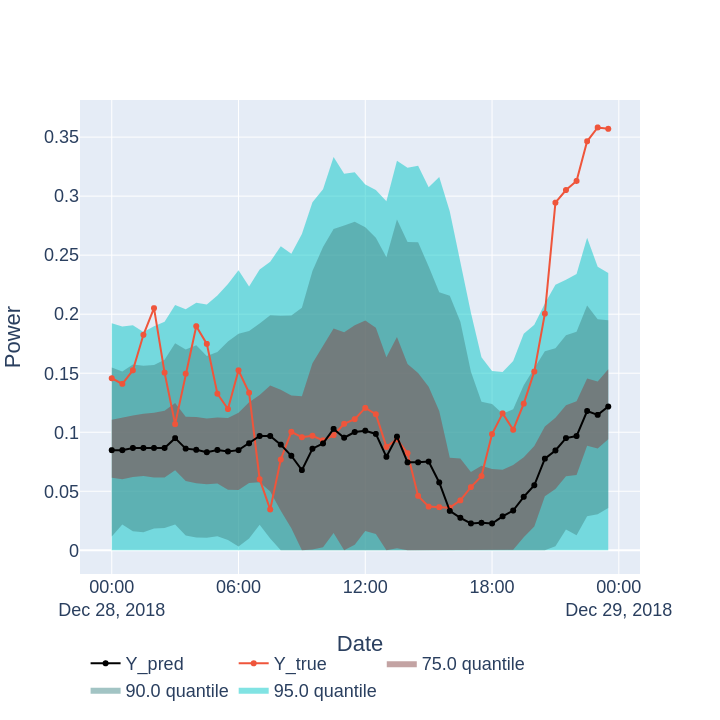 0.35
0.3
0.25
0.2
0.15
0.1
0.05
0
Power
00:00 06:00 12:00 18:00 00:00
Dec 28, 2018 Dec 29, 2018
Date
Y_pred Y_true 75.0 quantile
90.0 quantile 95.0 quantile